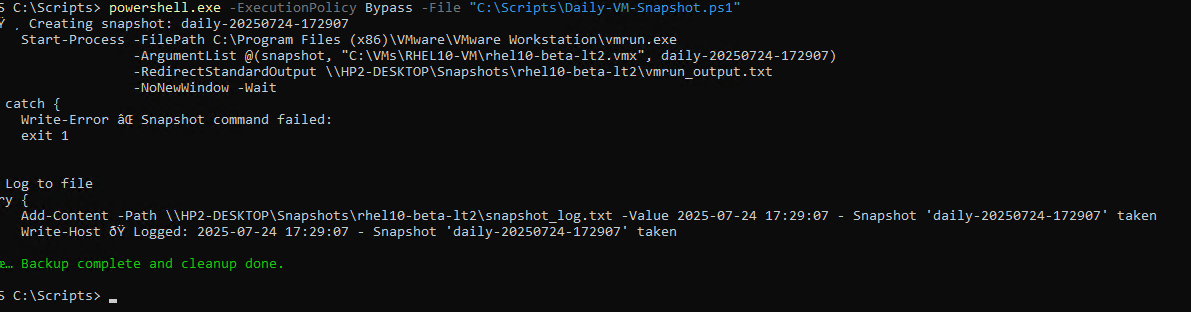 S C:\Scripts> powershell.exe -ExecutionPolicy Bypass -File "C:\Scripts\Daily-VM-Snapshot.ps1"
ðŸ ¸ Creating snapshot: daily-20250724-172907
Start-Process -FilePath C:\Program Files (x86)\VMware\VMware Workstation\vmrun.exe
-ArgumentList @(snapshot, "C:\VMs\RHEL10-VM\rhel10-beta-lt2.vmx", daily-20250724-172907)
-RedirectStandardOutput \\HP2-DESKTOP\Snapshots\rhel10-beta-lt2\vmrun_output.txt
-NoNewWindow -Wait
catch {
Write-Error âŒ Snapshot command failed:
exit 1
Log to file
ry {
Add-Content -Path \\HP2-DESKTOP\Snapshots\rhel10-beta-lt2\snapshot_log.txt -Value 2025-07-24 17:29:07 - Snapshot 'daily-20250724-172907' taken
Write-Host ðŸ Logged: 2025-07-24 17:29:07 - Snapshot 'daily-20250724-172907' taken
œ… Backup complete and cleanup done.
S C:\Scripts>